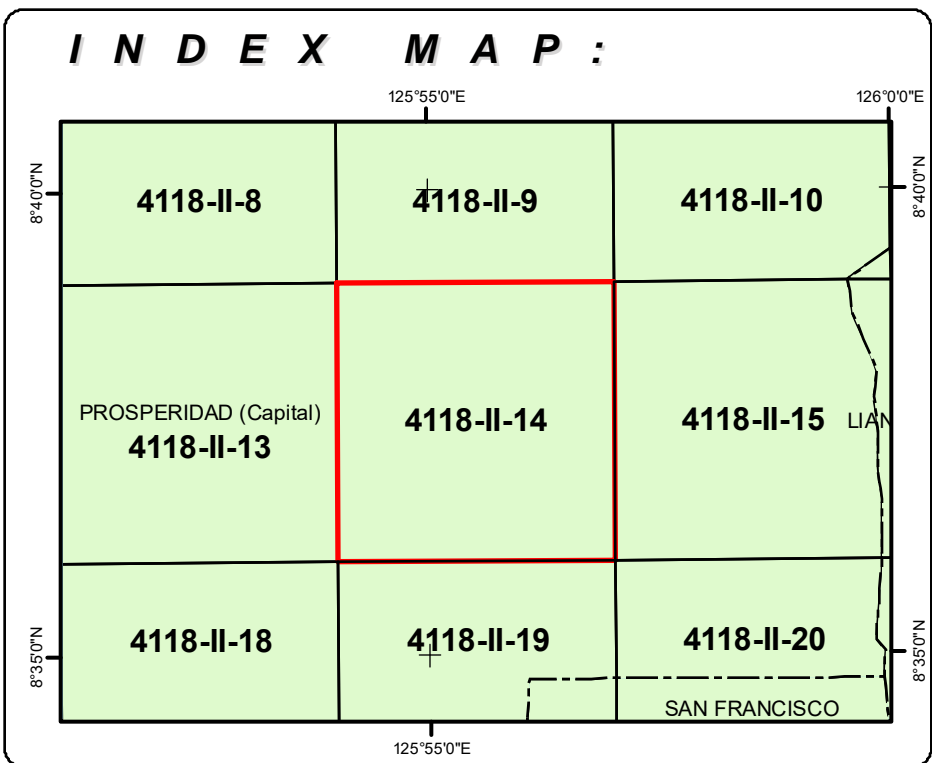 INDEX MAP:
125°55'0"E
126°0'0"E
8°40'0"N
8°40'0"N
4118-II-8
4118-II-9
4118-II-10
PROSPERIDAD (Capital)
4118-II-13
4118-II-14
4118-II-15
LIAN
4118-II-18
4118-II-19
4118-II-20
8°35'0"N
8°35'0"N
SAN FRANCISCO
125°55'0"E